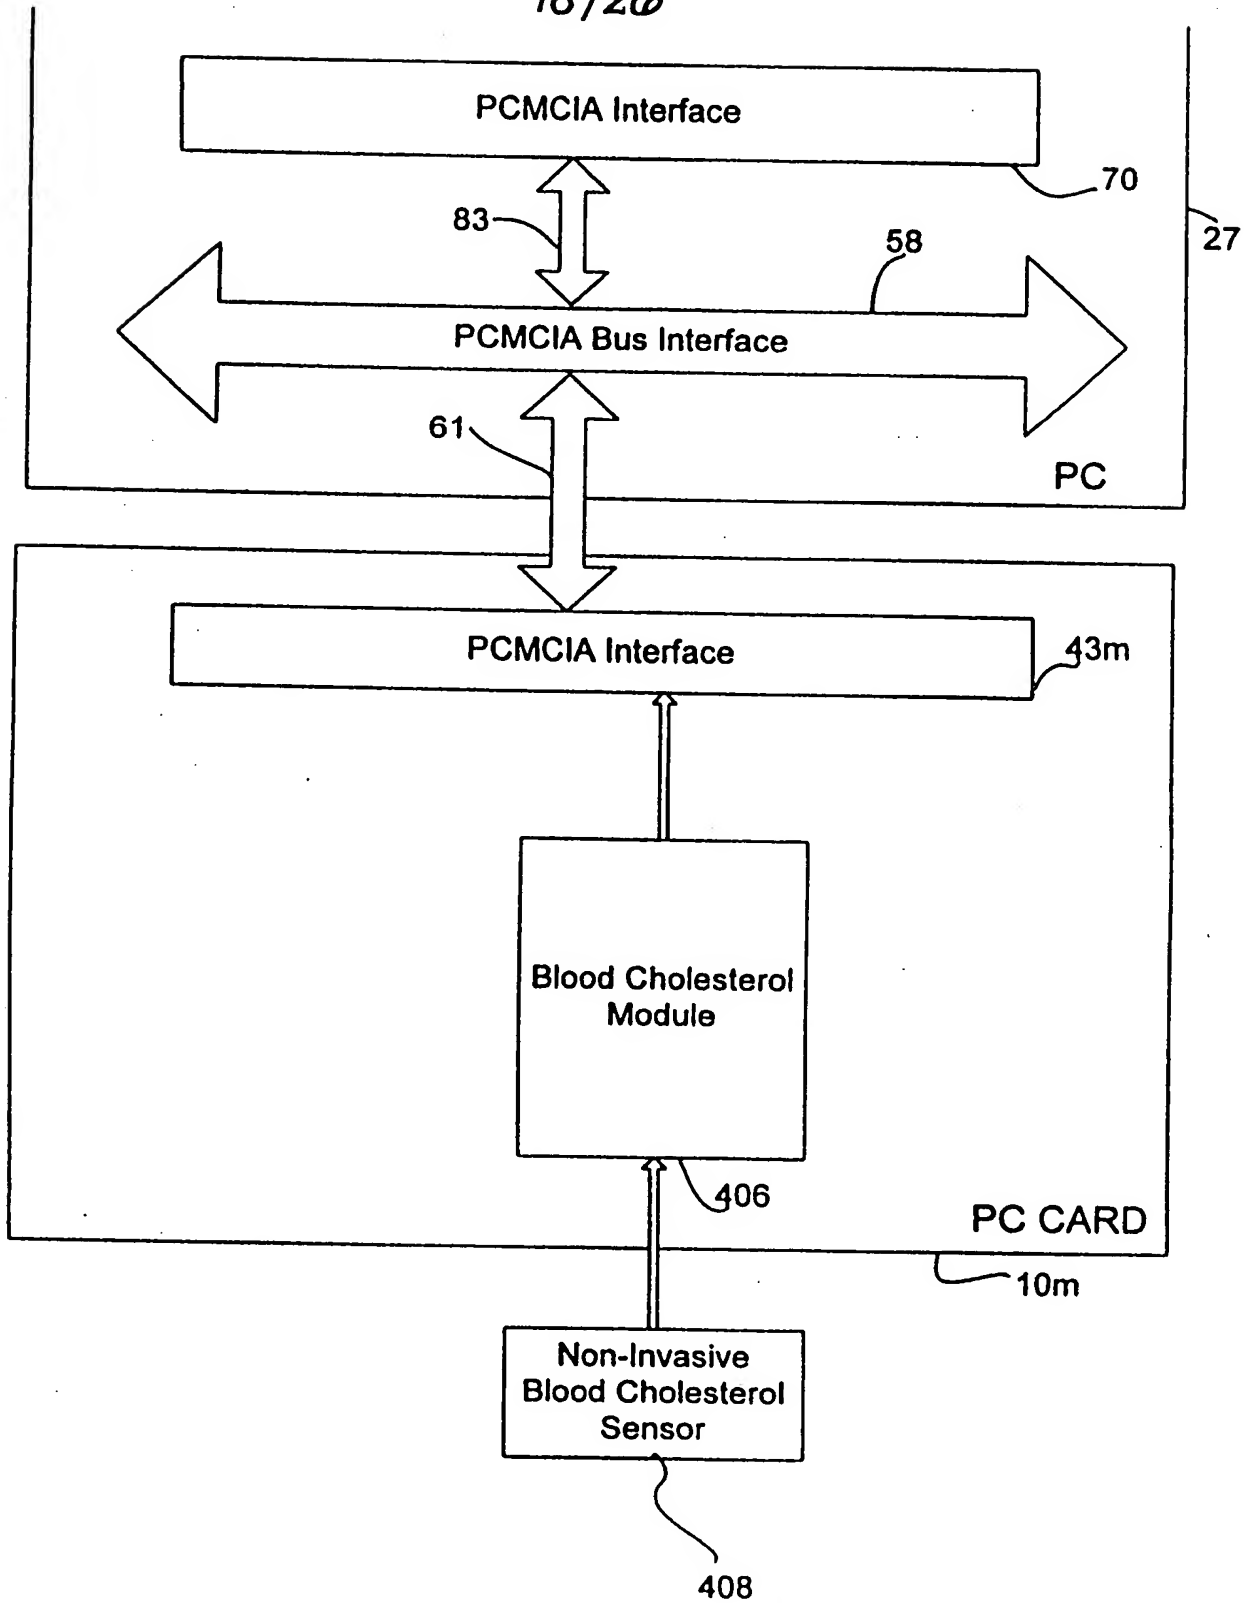 PCMCIA Interface
70
83
27
58
PCMCIA Bus Interface
61
PC
PCMCIA Interface
43m
Blood Cholesterol
Module
406
PC CARD
10m
Non-Invasive
Blood Cholesterol
Sensor
408